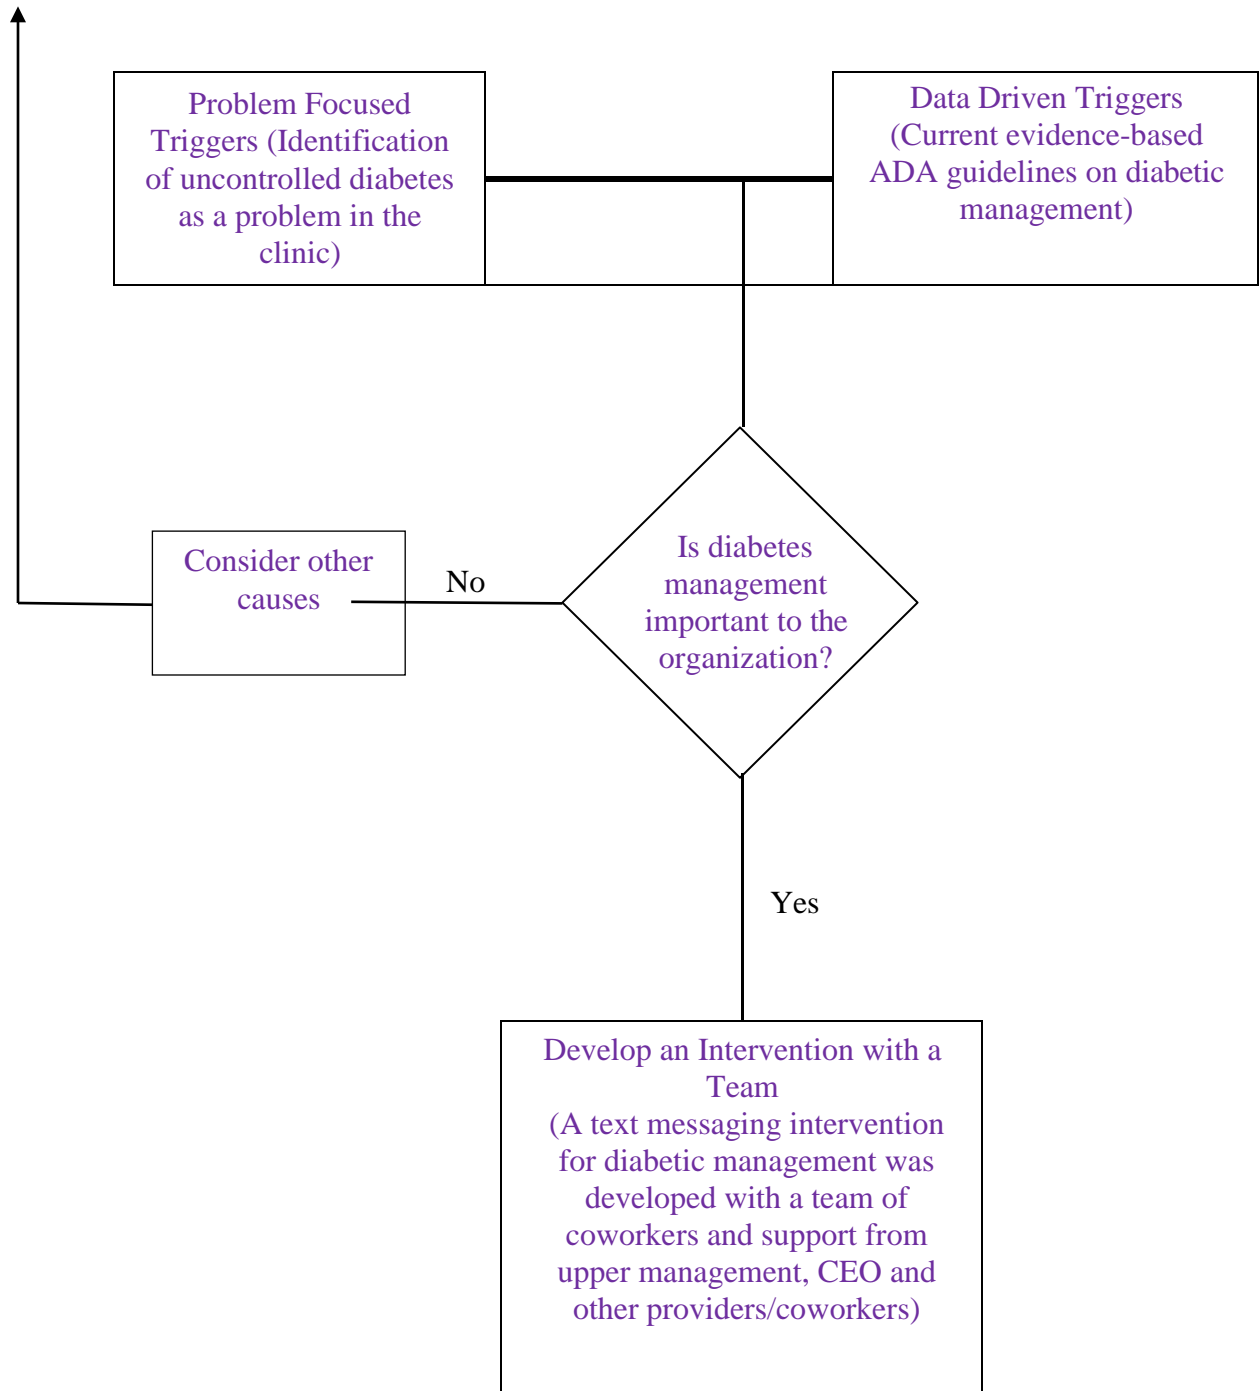 Problem Focused
Triggers (Identification
of uncontrolled diabetes
as a problem in the
clinic)
Data Driven Triggers
(Current evidence-based
ADA guidelines on diabetic
management)
Is diabetes
management
important to the
organization?
No
Consider other
causes
Yes
Develop an Intervention with a
Team
(A text messaging intervention
for diabetic management was
developed with a team of
coworkers and support from
upper management, CEO and
other providers/coworkers)